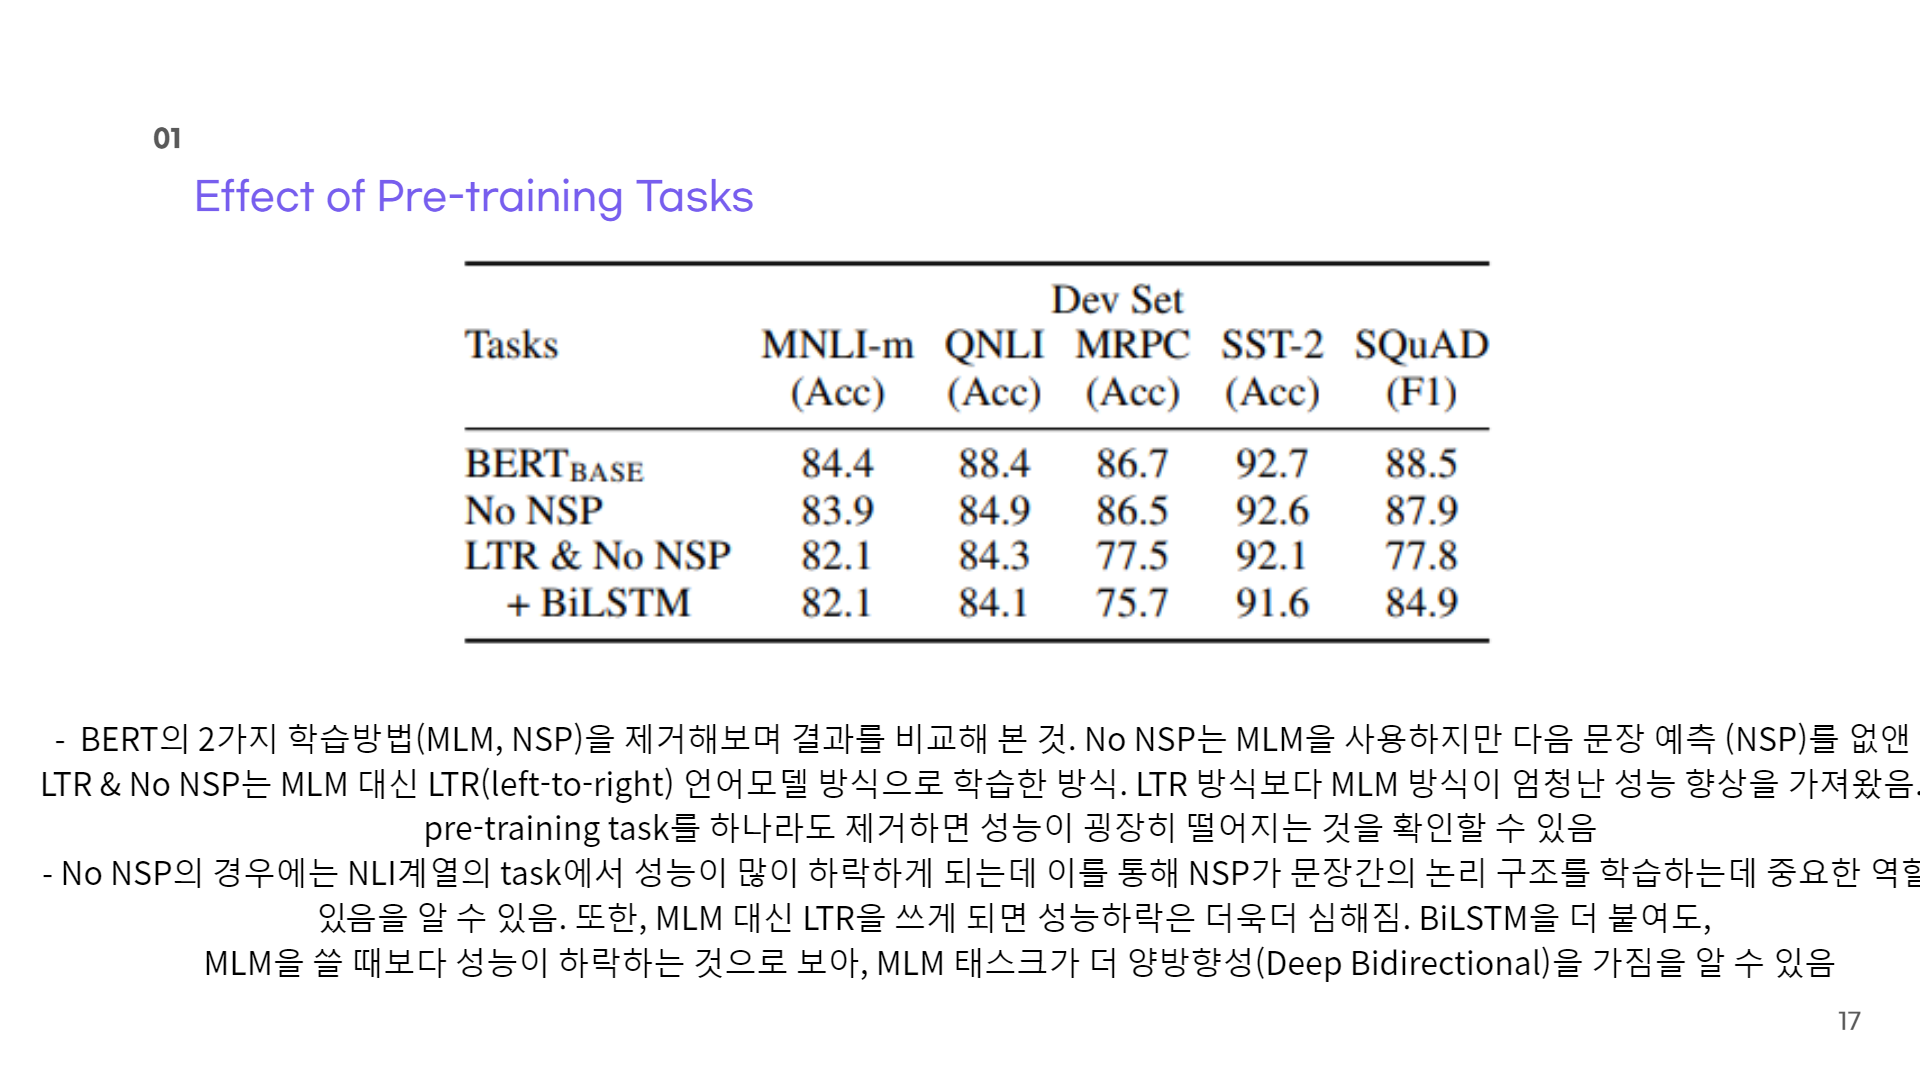 01
Effect of Pre-training Tasks
Dev Set
Tasks MNLI-m QNLI MRPC SST-2 SQuAD
(Acc) (Acc) (Acc) (Acc) (F1)
BERTBASE 84.4 88.4 86.7 92.7 88.5
No NSP 83.9 84.9 86.5 92.6 87.9
LTR & No NSP 82.1 84.3 77.5 92.1 77.8
+ BiLSTM 82.1 84.1 75.7 91.6 84.9
- BERT의 2가지 학습방법(MLM, NSP)을 제거해보며 결과를 비교해 본 것. No NSP는 MLM을 사용하지만 다음 문장 예측 (NSP)를 없앤
LTR & No NSP는 MLM 대신 LTR(left-to-right) 언어모델 방식으로 학습한 방식. LTR 방식보다 MLM 방식이 엄청난 성능 향상을 가져왔음.
pre-training task를 하나라도 제거하면 성능이 굉장히 떨어지는 것을 확인할 수 있음
- No NSP의 경우에는 NLI계열의 task에서 성능이 많이 하락하게 되는데 이를 통해 NSP가 문장간의 논리 구조를 학습하는데 중요한 역할
있음을 알 수 있음. 또한, MLM 대신 LTR을 쓰게 되면 성능하락은 더욱더 심해짐. BiLSTM을 더 붙여도,
MLM을 쓸 때보다 성능이 하락하는 것으로 보아, MLM 태스크가 더 양방향성(Deep Bidirectional)을 가짐을 알 수 있음
17